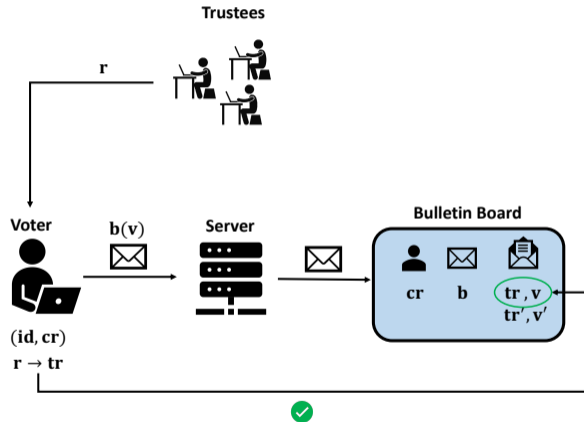 Trustees
r
Voter
b(v)
Server
Bulletin Board
cr
b
tr , v
tr′, v′
(id, cr)
r → tr